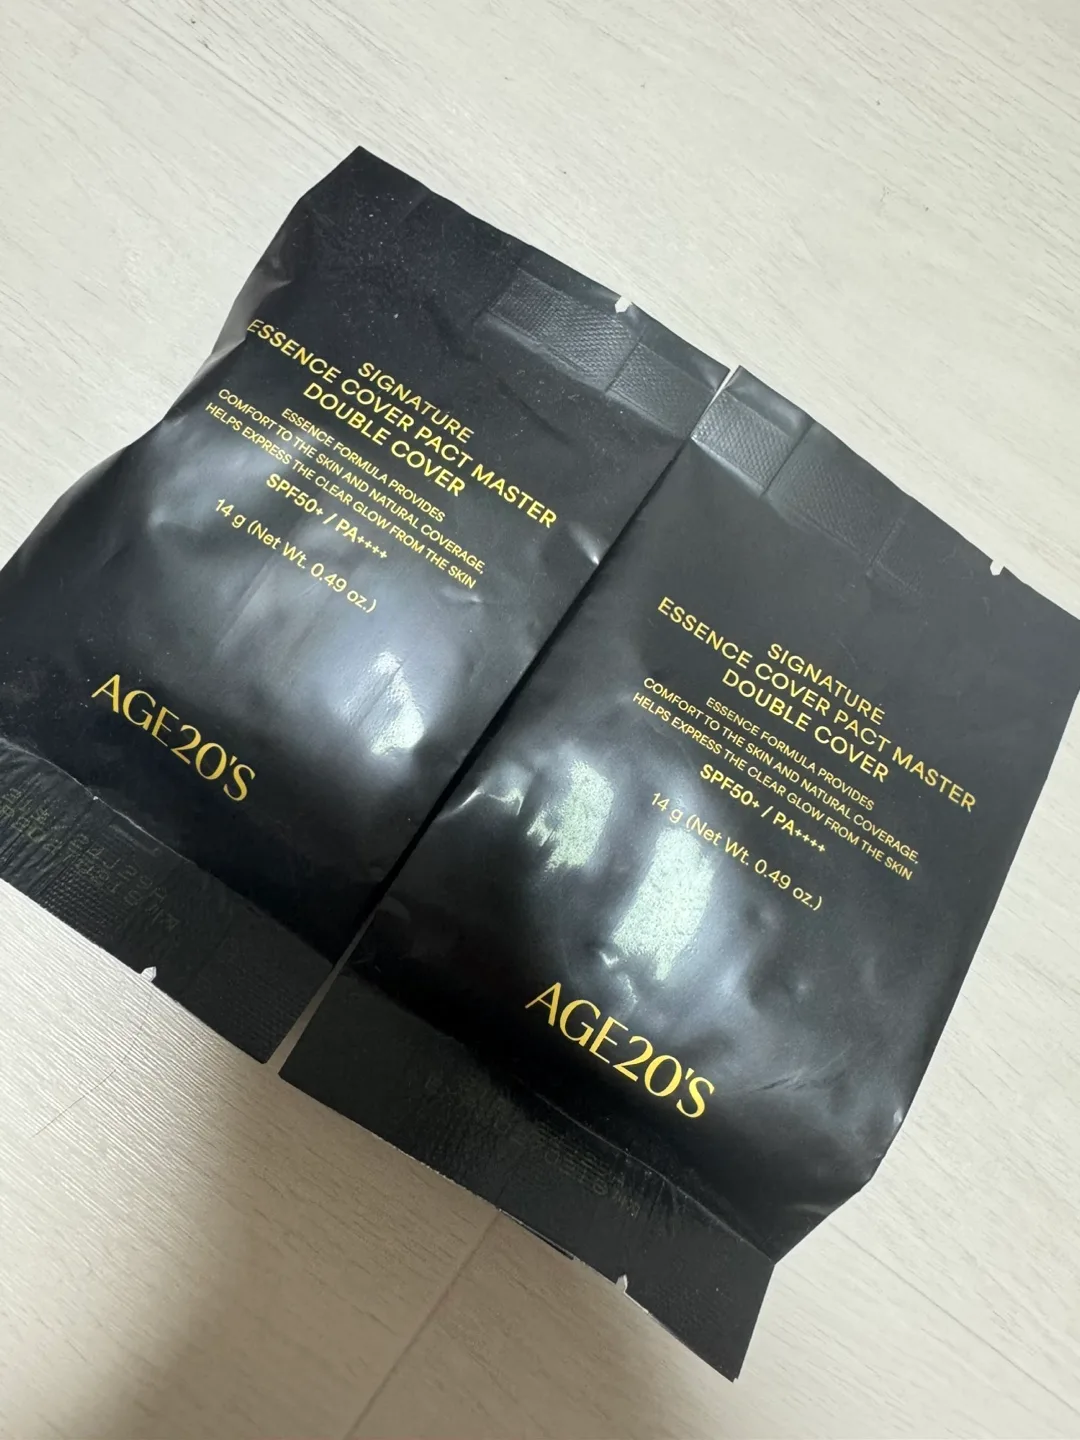 SIGNATURE
ESSENCE COVER PACT MASTER
DOUBLE COVER
ESSENCE FORMULA PROVIDES
COMFORT TO THE SKIN AND NATURAL COVERAGE,
HELPS EXPRESS THE CLEAR GLOW FROM THE SKIN
SPF50+ / PA++++
14 g (Net Wt. 0.49 oz.)
AGE20'S
SIGNATURE
ESSENCE COVER PACT MASTER
DOUBLE COVER
ESSENCE FORMULA PROVIDES
COMFORT TO THE SKIN AND NATURAL COVERAGE,
HELPS EXPRESS THE CLEAR GLOW FROM THE SKIN
SPF50+ / PA++++
14 g (Net Wt. 0.49 oz.)
AGE20'S